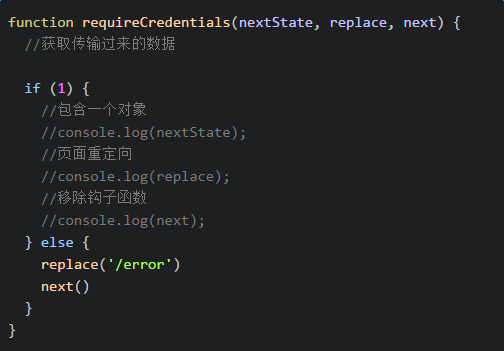 function requireCredentials(nextState, replace, next) {
//获取传输过来的数据
if (1) {
//包含一个对象
//console.log(nextState);
//页面重定向
//console.log(replace);
//移除钩子函数
//console.log(next);
} else {
replace('/error')
next()
}
}